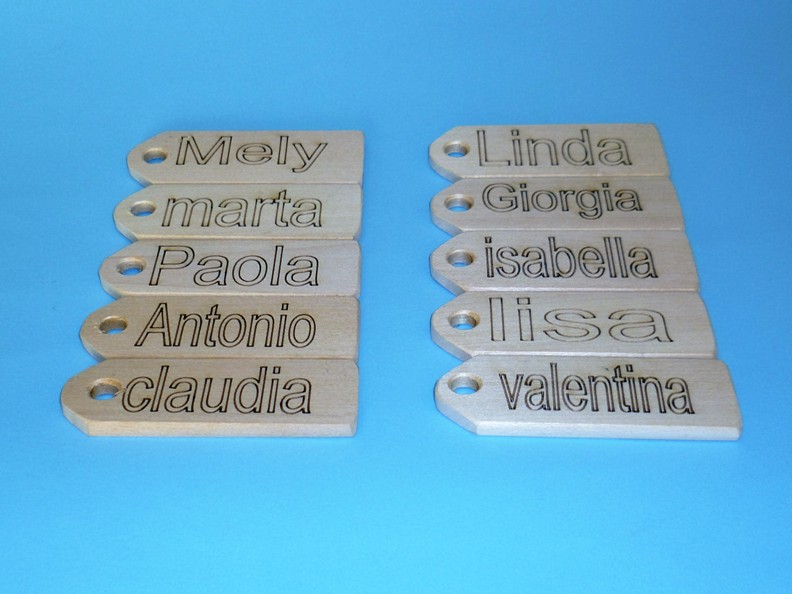 Mely
marta
Paola
Antonio
claudia
Linda
Giorgia
isabella
lisa
valentina